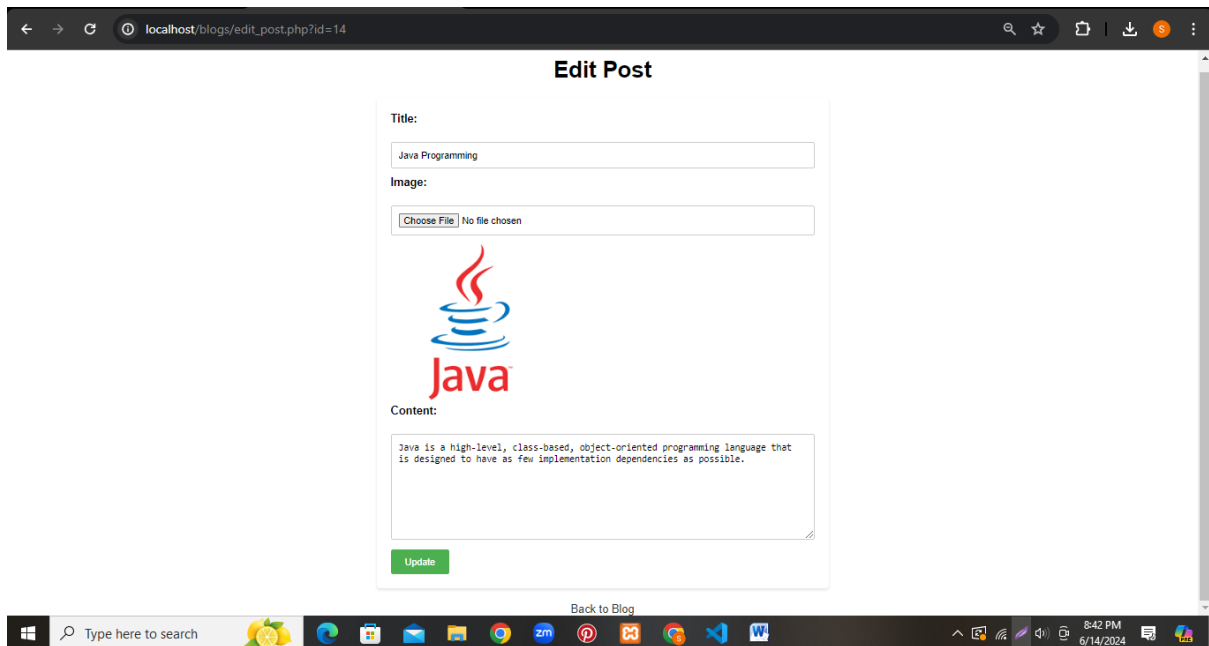 localhost/blogs/edit_post.php?id=14
S
Edit Post
Title:
Java Programming
Image:
Choose File No file chosen
Java
Content:
Java is a high-level, class-based, object-oriented programming language that
is designed to have as few implementation dependencies as possible.
Update
Back to Blog
Type here to search
zm
S
W
8:42 PM
6/14/2024
PRE